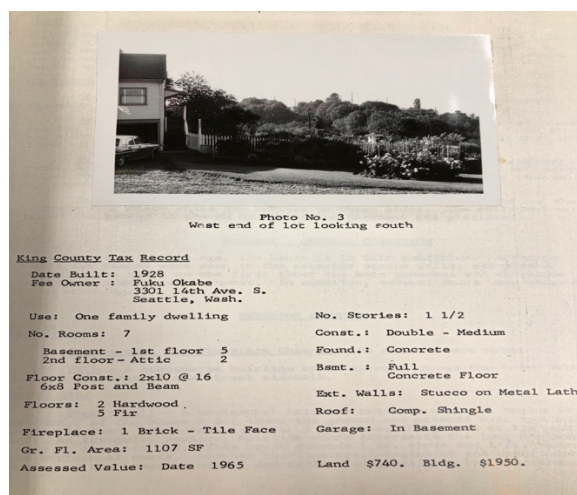 Photo No. 3
West end of lot looking south
King County Tax Record
Date Built: 1928
Fee Owner : Fuku Okabe
3301 14th Ave. S.
Seattle, Wash.
Use: One family dwelling
No. Rooms: 7
Basement - 1st floor 5
2nd floor - Attic 2
Floor Const.: 2x10 @ 16
6x8 Post and Beam
Floors: 2 Hardwood
5 Fir
Fireplace: 1 Brick - Tile Face
Gr. Fl. Area: 1107 SF
Assessed Value: Date 1965
No. Stories: 1 1/2
Const.: Double - Medium
Found.: Concrete
Bsmt. : Full
Concrete Floor
Ext. Walls: Stucco on Metal Lath
Roof: Comp. Shingle
Garage: In Basement
Land $740. Bldg. $1950.